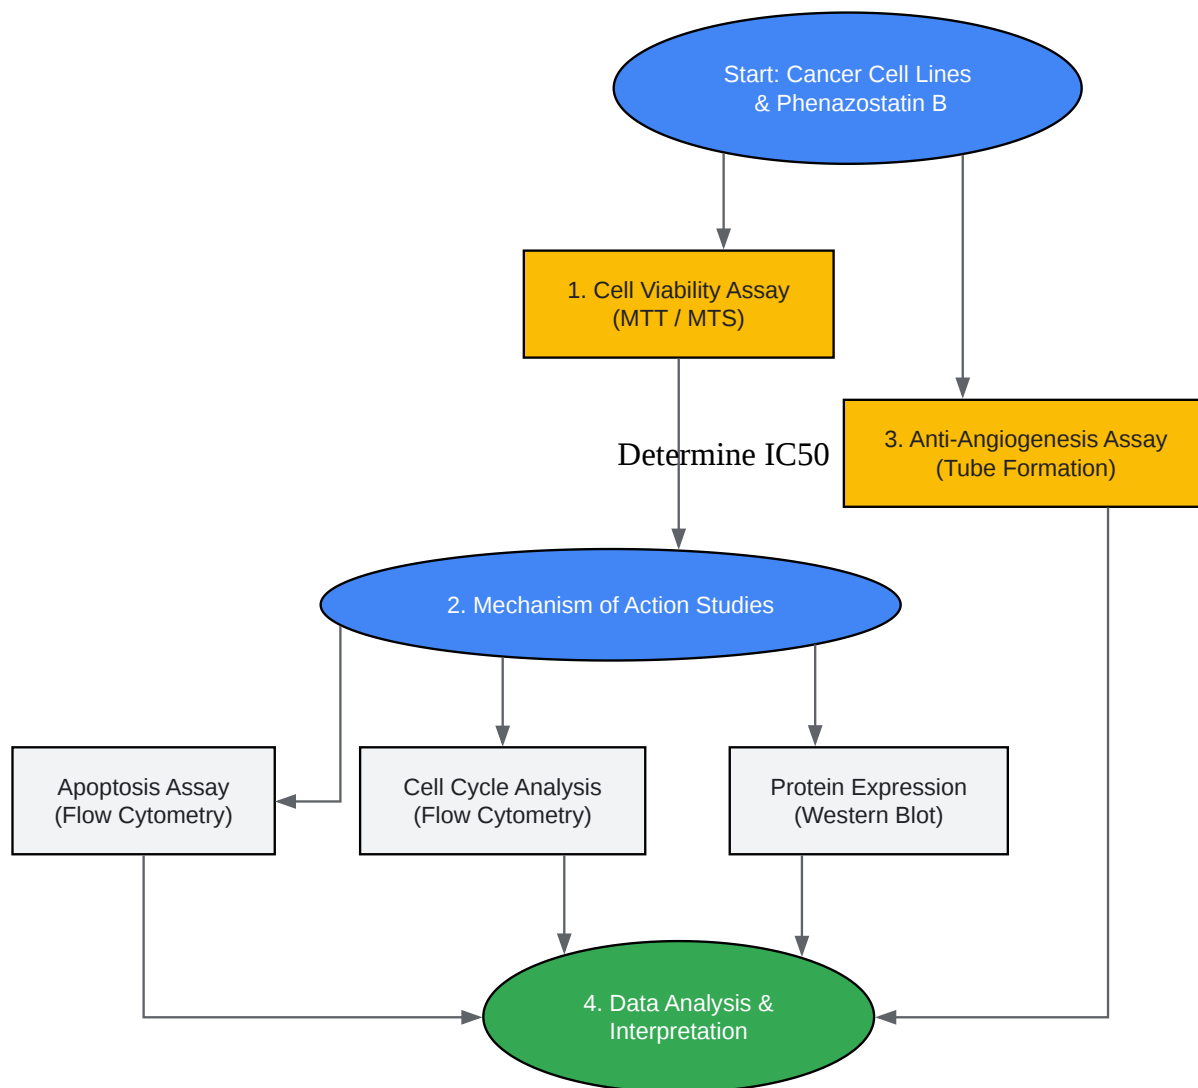 Start: Cancer Cell Lines
& Phenazostatin B
1. Cell Viability Assay
(MTT / MTS)
Determine IC50
3. Anti-Angiogenesis Assay
(Tube Formation)
2. Mechanism of Action Studies
Apoptosis Assay
(Flow Cytometry)
Cell Cycle Analysis
(Flow Cytometry)
Protein Expression
(Western Blot)
4. Data Analysis &
Interpretation